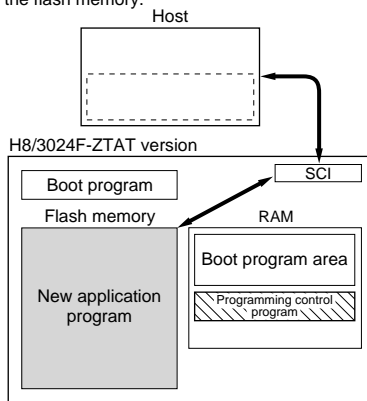 the flash memory.
Host
H8/3024F-ZTAT version
SCI
Boot program
Flash memory
RAM
Boot program area
New application
program
Programming control
program